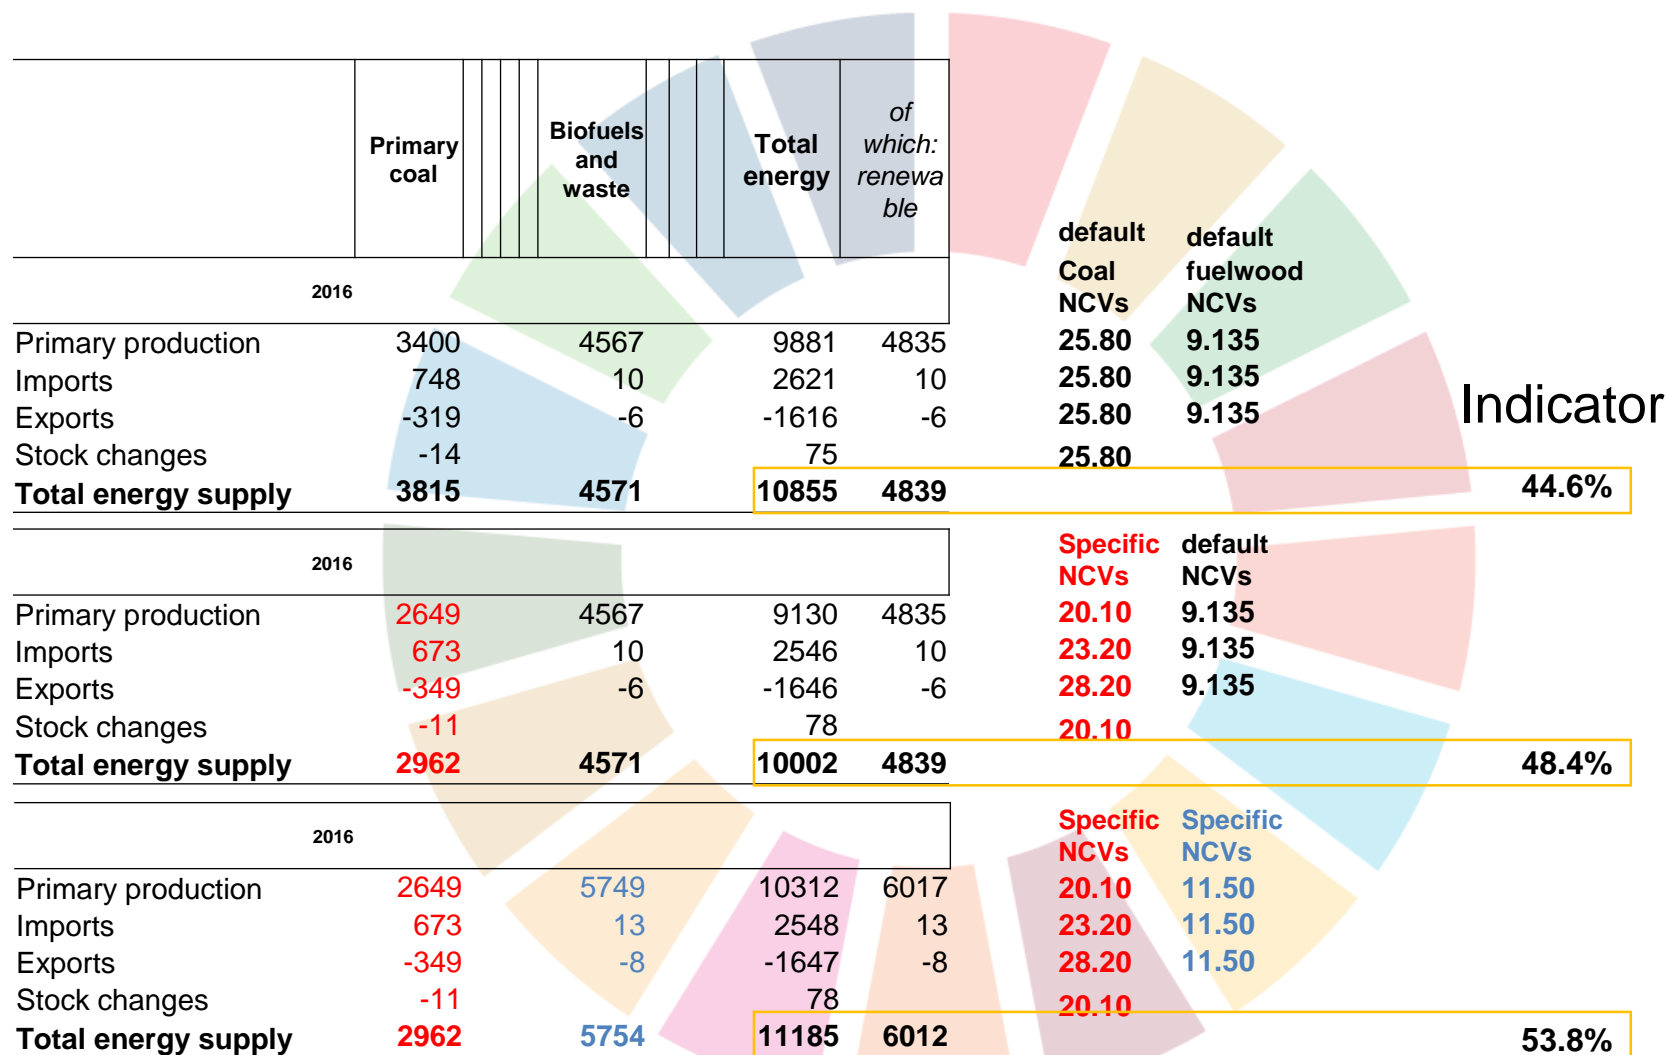 Primary coal Biofuels and waste Total energy of which: renewa ble
default Coal NCVs default fuelwood NCVs
2016
Primary production 3400 4567 9881 4835 25.80 9.135
Imports 748 10 2621 10 25.80 9.135
Exports -319 -6 -1616 -6 25.80 9.135
Indicator
Stock changes -14 75 25.80
Total energy supply 3815 4571 10855 4839 44.6%
2016 Specific NCVs default NCVs
Primary production 2649 4567 9130 4835 20.10 9.135
Imports 673 10 2546 10 23.20 9.135
Exports -349 -6 -1646 -6 28.20 9.135
Stock changes -11 78 20.10
Total energy supply 2962 4571 10002 4839 48.4%
2016 Specific NCVs Specific NCVs
Primary production 2649 5749 10312 6017 20.10 11.50
Imports 673 13 2548 13 23.20 11.50
Exports -349 -8 -1647 -8 28.20 11.50
Stock changes -11 78 20.10
Total energy supply 2962 5754 11185 6012 53.8%